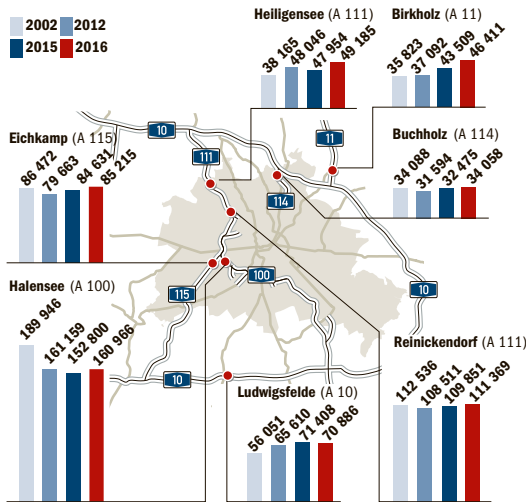 2002 2012
2015 2016
Heiligensee (A 111)
38 165 48 046 47 954 49 185
Birkholz (A 11)
35 823 37 092 43 509 46 411
Eichkamp (A 115)
86 472 79 663 84 631 85 215
Buchholz (A 114)
34 088 31 594 32 475 34 058
10
11
111
114
100
115
10
10
Halensee (A 100)
189 946 161 159 152 800 160 966
Reinickendorf (A 111)
112 536 108 511 109 851 111 369
Ludwigsfelde (A 10)
56 051 65 610 71 408 70 886